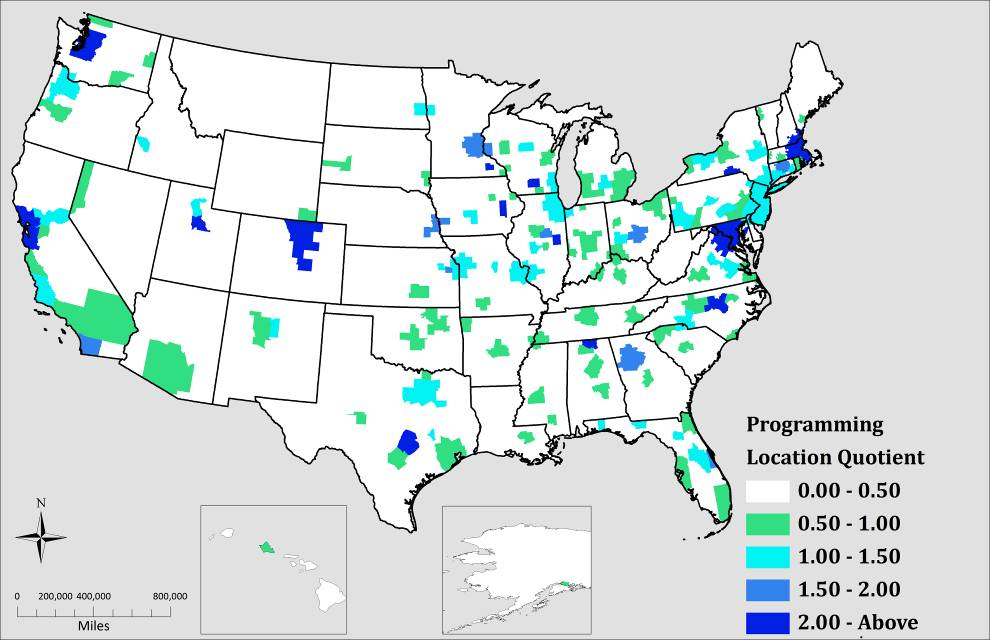 Programming
Location Quotient
0.00 - 0.50
0.50 - 1.00
1.00 - 1.50
1.50 - 2.00
2.00 - Above
N
0 200,000 400,000 800,000
Miles